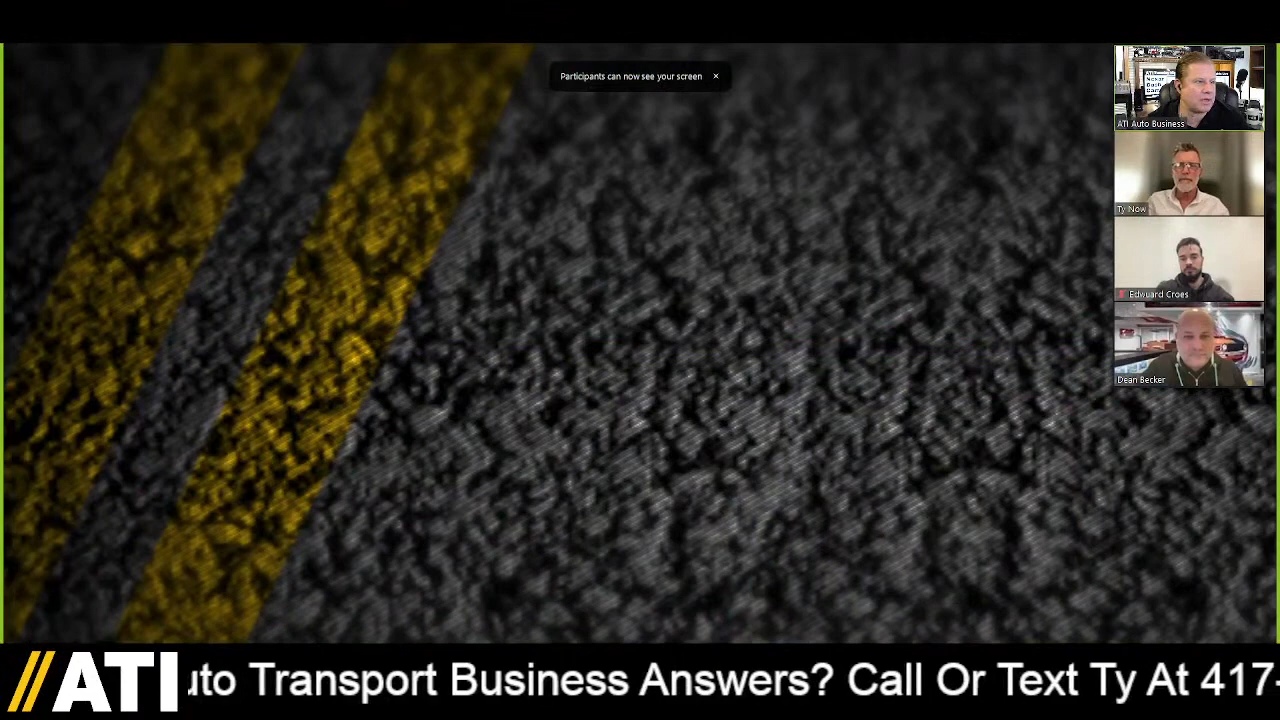 Participants can now see your screen ×
ATI Auto Business
Ty Now
Edwuard Croes
Dean Becker
//ATI
uto Transport Business Answers? Call Or Text Ty At 417-